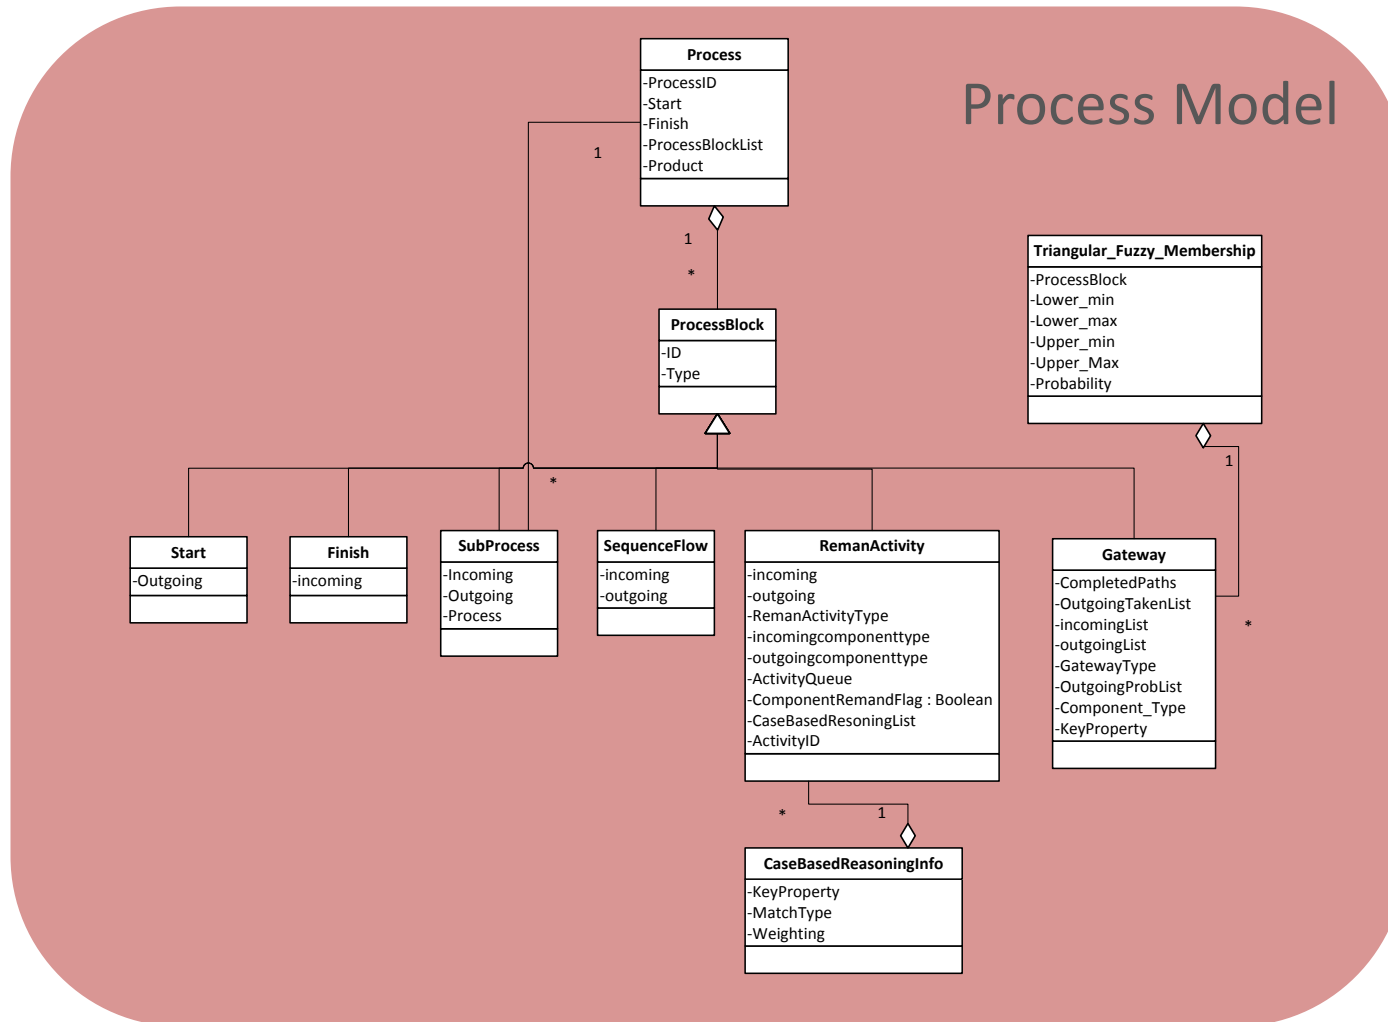 Process Model
Process
-ProcessID
-Start
-Finish
-ProcessBlockList
-Product
1
1
*
Triangular_Fuzzy_Membership
-ProcessBlock
-Lower_min
-Lower_max
-Upper_min
-Upper_Max
-Probability
ProcessBlock
-ID
-Type
1
*
Start
-Outgoing
Finish
-incoming
SubProcess
-Incoming
-Outgoing
-Process
SequenceFlow
-incoming
-outgoing
RemanActivity
-incoming
-outgoing
-RemanActivityType
-incomingcomponenttype
-outgoingcomponenttype
-ActivityQueue
-ComponentRemandFlag : Boolean
-CaseBasedResoningList
-ActivityID
Gateway
-CompletedPaths
-OutgoingTakenList
-incomingList
-outgoingList
-GatewayType
-OutgoingProbList
-Component_Type
-KeyProperty
*
*
1
CaseBasedReasoningInfo
-KeyProperty
-MatchType
-Weighting